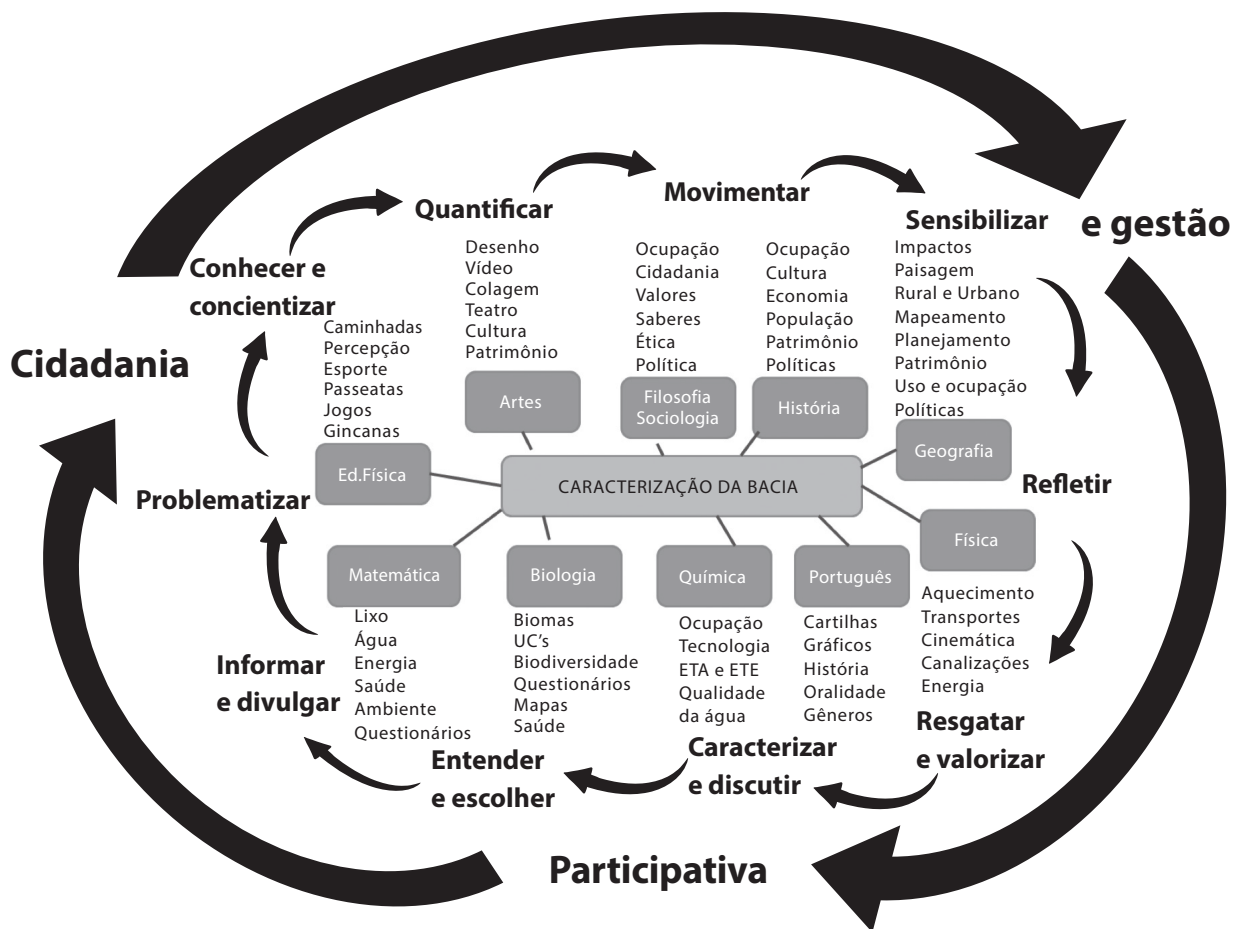 Quantificar
Movimentar
Sensibilizar
e gestão
Conhecer e
concientizar
Cidadania
Desenho
Vídeo
Colagem
Teatro
Cultura
Patrimônio
Ocupação
Cidadania
Valores
Saberes
Ética
Política
Ocupação
Cultura
Economia
População
Patrimônio
Políticas
Impactos
Paisagem
Rural e Urbano
Mapeamento
Planejamento
Patrimônio
Uso e ocupação
Políticas
Caminhadas
Percepção
Esporte
Passeatas
Jogos
Gincanas
Artes
Filosofia
Sociologia
História
Geografia
Ed.Física
CARACTERIZAÇÃO DA BACIA
Problematizar
Refletir
Matemática
Biologia
Química
Português
Física
Lixo
Água
Energia
Saúde
Ambiente
Questionários
Biomas
UC's
Biodiversidade
Questionários
Mapas
Saúde
Ocupação
Tecnologia
ETA e ETE
Qualidade
da água
Cartilhas
Gráficos
História
Oralidade
Gêneros
Aquecimento
Transportes
Cinemática
Canalizações
Energia
Informar
e divulgar
Entender
e escolher
Caracterizar
e discutir
Resgatar
e valorizar
Participativa